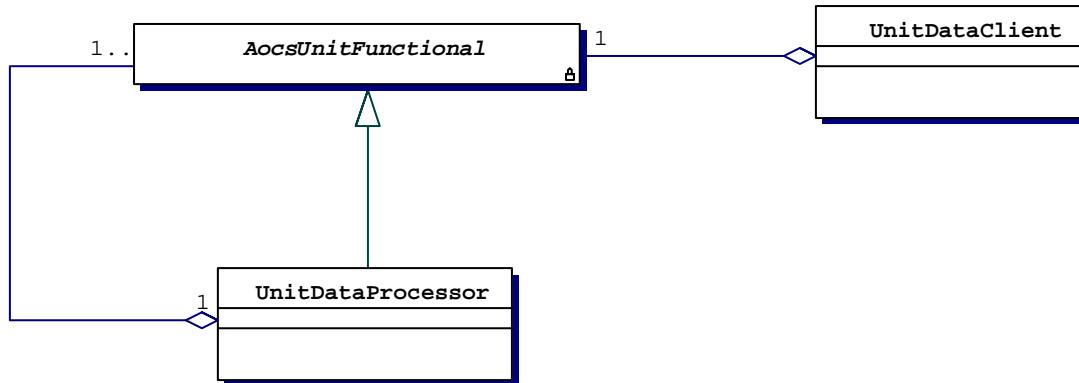 UnitDataClient
1..
AocsUnitFunctional
1
UnitDataProcessor
1